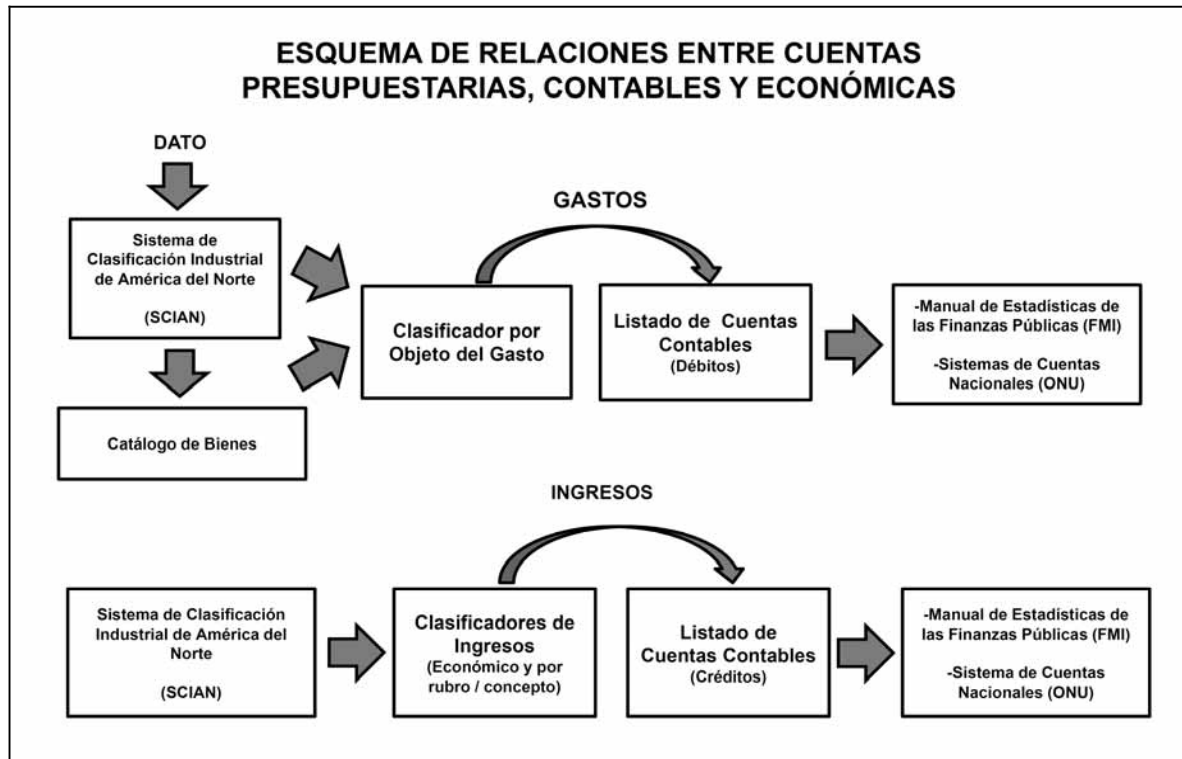 ESQUEMA DE RELACIONES ENTRE CUENTAS
PRESUPUESTARIAS, CONTABLES Y ECONÓMICAS
DATO
GASTOS
Sistema de
Clasificación Industrial
de América del Norte
(SCIAN)
Clasificador por
Objeto del Gasto
Listado de Cuentas
Contables
(Débitos)
-Manual de Estadísticas de
las Finanzas Públicas (FMI)
-Sistemas de Cuentas
Nacionales (ONU)
Catálogo de Bienes
INGRESOS
Sistema de Clasificación
Industrial de América del
Norte
(SCIAN)
Clasificadores de
Ingresos
(Económico y por
rubro / concepto)
Listado de
Cuentas Contables
(Créditos)
-Manual de Estadísticas de
las Finanzas Públicas (FMI)
-Sistema de Cuentas
Nacionales (ONU)